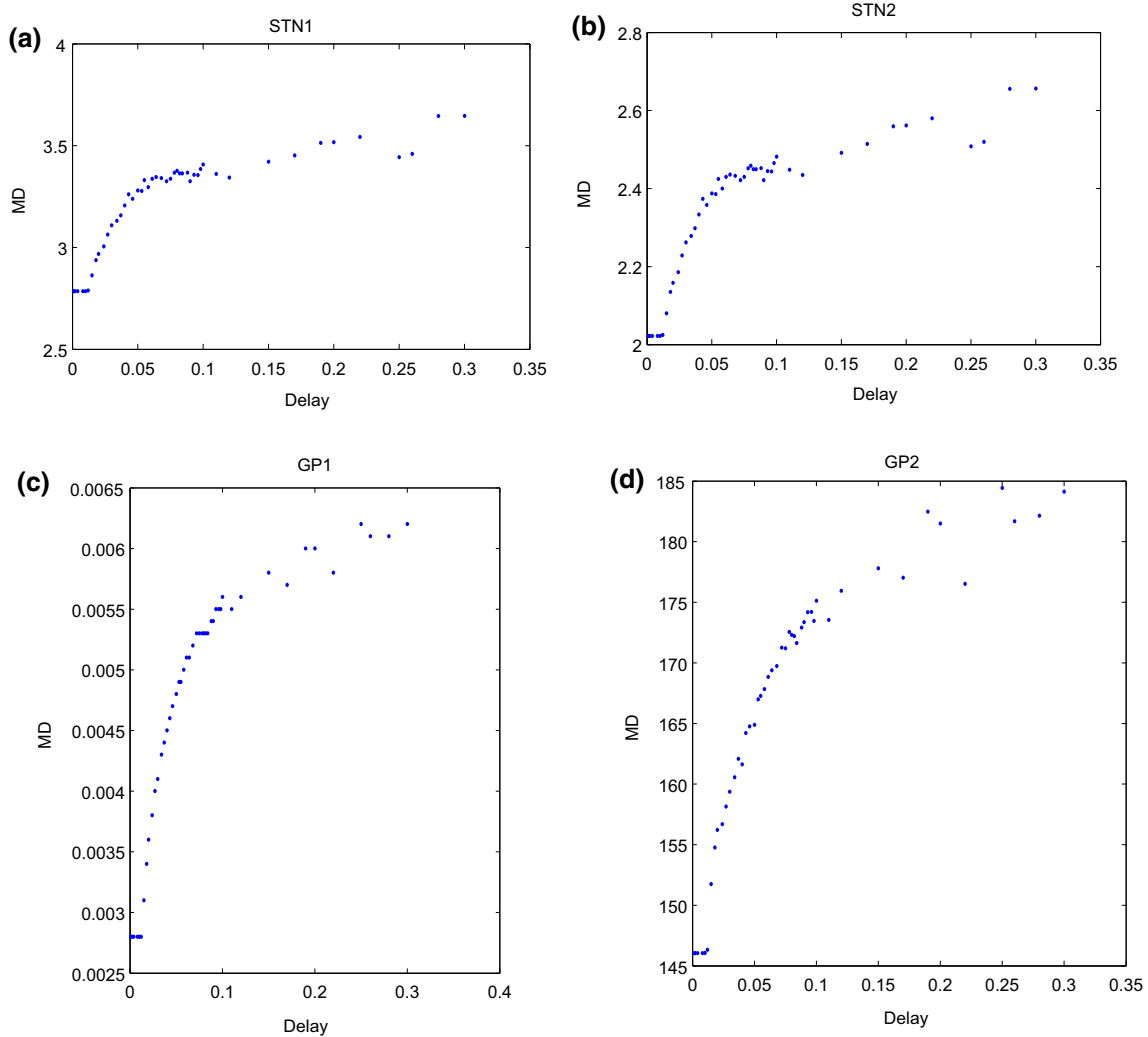 (a)
STN1
4
3.5
3
2.5
MD
0 0.05 0.1 0.15 0.2 0.25 0.3 0.35
Delay
(b)
STN2
2.8
2.6
2.4
2.2
2
MD
0 0.05 0.1 0.15 0.2 0.25 0.3 0.35
Delay
(c)
GP1
0.0065
0.006
0.0055
0.005
0.0045
0.004
0.0035
0.003
0.0025
MD
0 0.1 0.2 0.3 0.4
Delay
(d)
GP2
185
180
175
170
165
160
155
150
145
MD
0 0.05 0.1 0.15 0.2 0.25 0.3 0.35
Delay